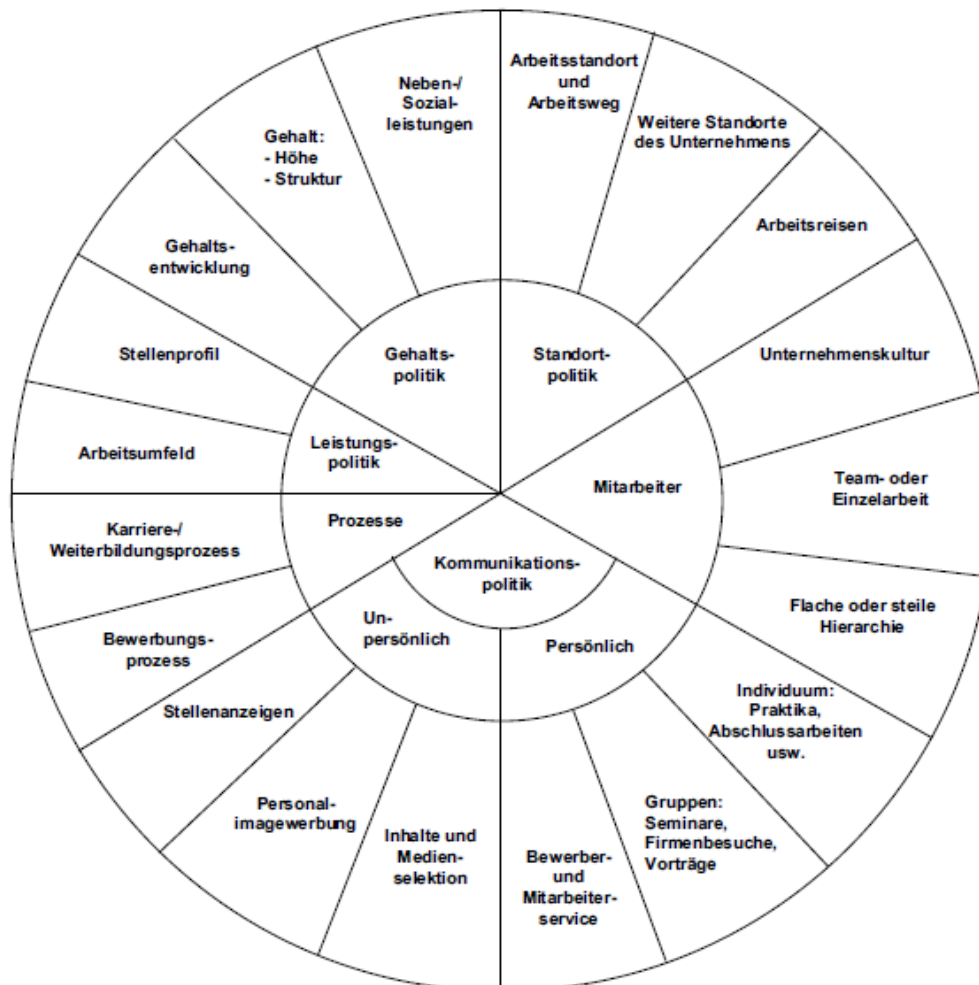 Neben-/
Sozial-
leistungen
Arbeitsstandort
und
Arbeitsweg
Weitere Standorte
des Unternehmens
Arbeitsreisen
Unternehmenskultur
Team- oder
Einzelarbeit
Flache oder steile
Hierarchie
Individuum:
Praktika,
Abschlussarbeiten
usw.
Gruppen:
Seminare,
Firmenbesuche,
Vorträge
Bewerber-
und
Mitarbeiter-
service
Inhalte und
Medien-
selektion
Personal-
imagewerbung
Stellenanzeigen
Bewerbungs-
prozess
Karriere-/
Weiterbildungsprozess
Arbeitsumfeld
Stellenprofil
Gehalts-
entwicklung
Gehalt:
- Höhe
- Struktur
Gehalts-
politik
Standort-
politik
Leistungs-
politik
Mitarbeiter
Prozesse
Kommunikations-
politik
Un-
persönlich
Persönlich